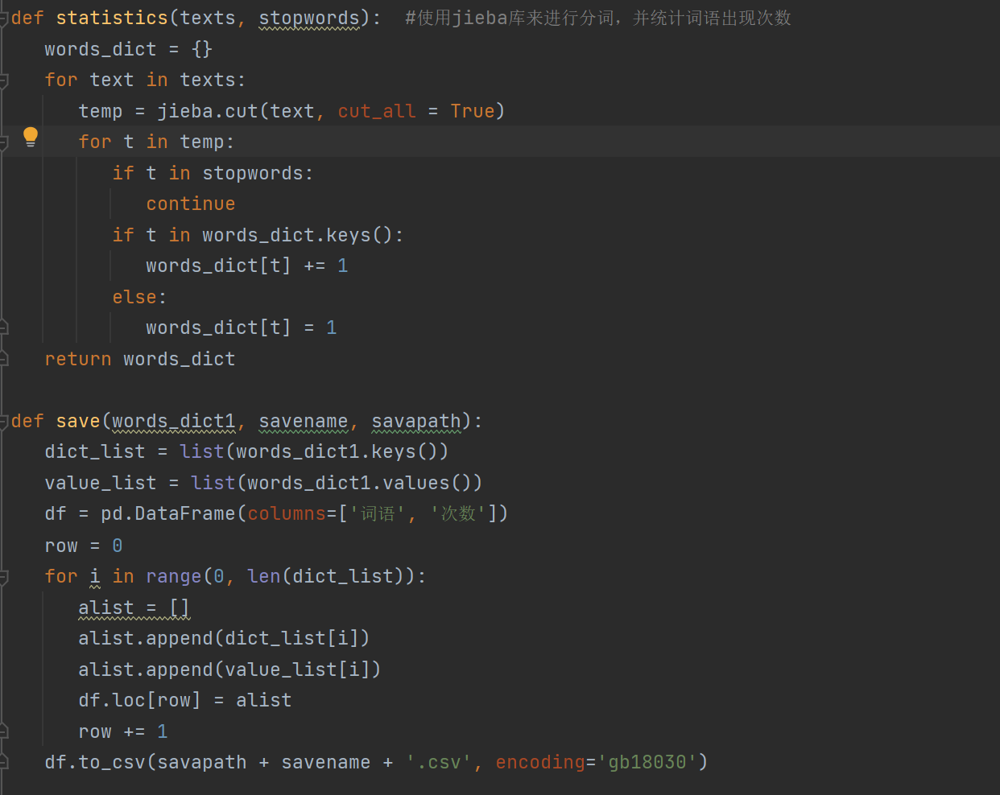 def statistics(texts, stopwords):  #使用jieba库来进行分词，并统计词语出现次数
   words_dict = {}
   for text in texts:
      temp = jieba.cut(text, cut_all = True)
      for t in temp:
         if t in stopwords:
            continue
         if t in words_dict.keys():
            words_dict[t] += 1
         else:
            words_dict[t] = 1
   return words_dict

def save(words_dict1, savename, savapath):
   dict_list = list(words_dict1.keys())
   value_list = list(words_dict1.values())
   df = pd.DataFrame(columns=['词语', '次数'])
   row = 0
   for i in range(0, len(dict_list)):
      alist = []
      alist.append(dict_list[i])
      alist.append(value_list[i])
      df.loc[row] = alist
      row += 1
   df.to_csv(savapath + savename + '.csv', encoding='gb18030')